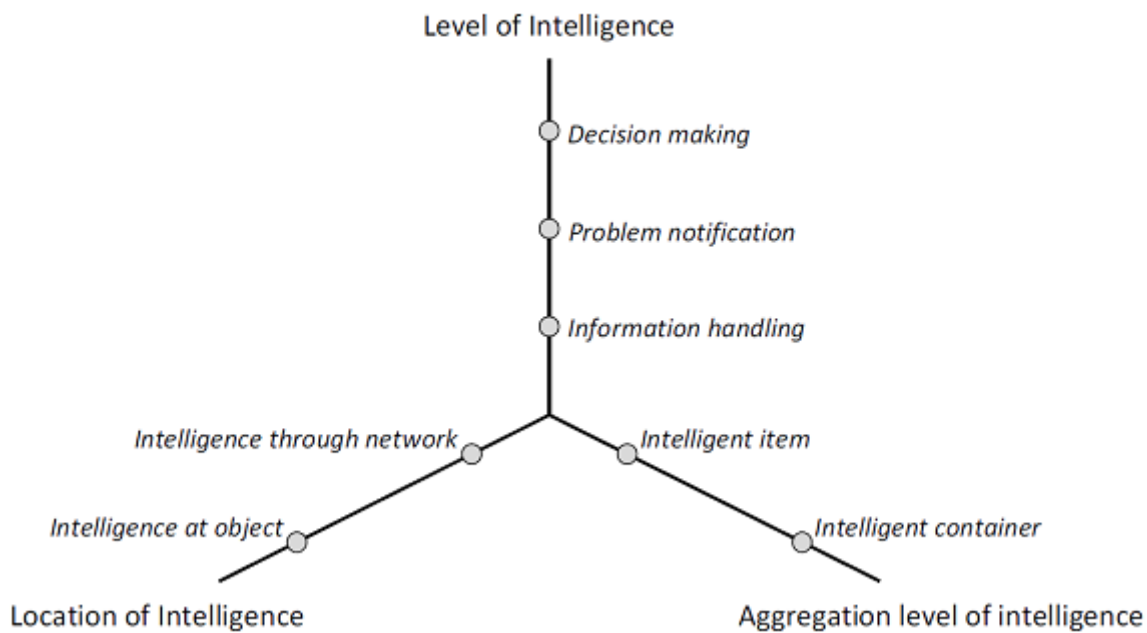 Level of Intelligence
Decision making
Problem notification
Information handling
Intelligence through network
Intelligent item
Intelligence at object
Intelligent container
Location of Intelligence
Aggregation level of intelligence